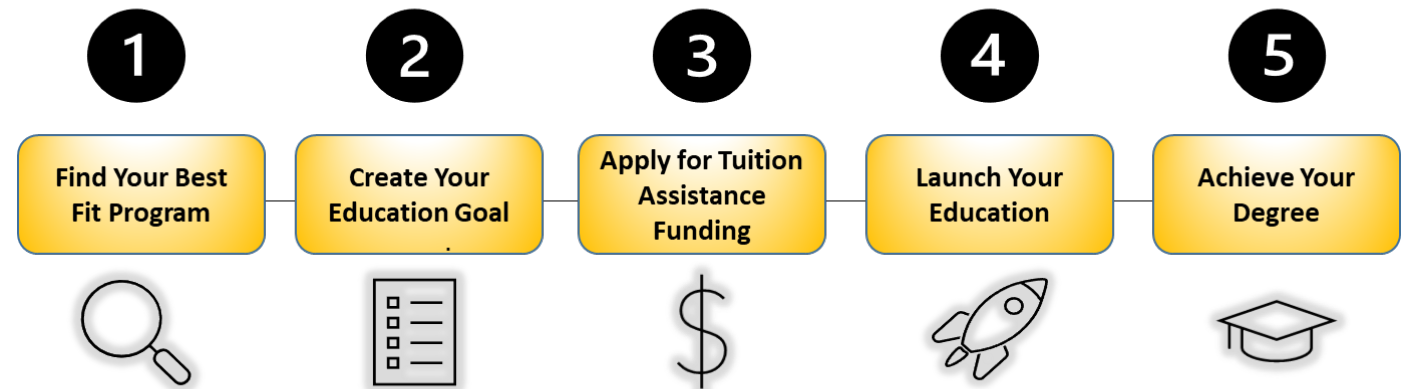 1
2
3
4
5
Find Your Best
Fit Program
Create Your
Education Goal
.
Apply for Tuition
Assistance
Funding
Launch Your
Education
Achieve Your
Degree
$